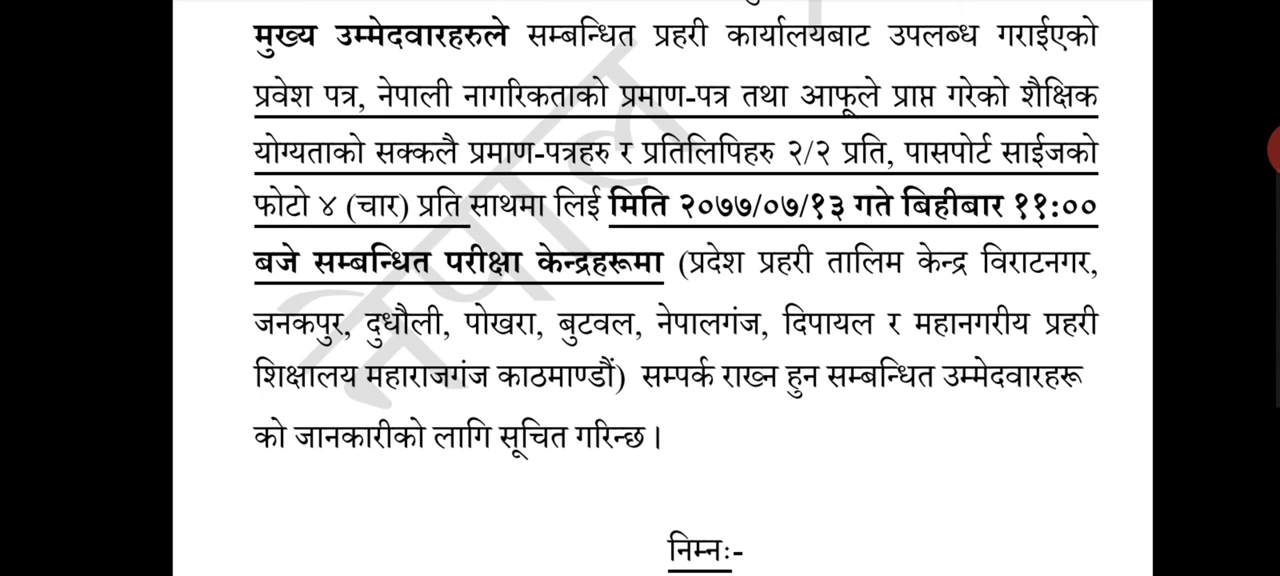 मुख्य उम्मेदवारहरुले सम्बन्धित प्रहरी कार्यालयबाट उपलब्ध गराईएको
प्रवेश पत्र, नेपाली नागरिकताको प्रमाण-पत्र तथा आफूले प्राप्त गरेको शैक्षिक
योग्यताको सक्कलै प्रमाण-पत्रहरु र प्रतिलिपिहरु २/२ प्रति, पासपोर्ट साईजको
फोटो ४ (चार) प्रति साथमा लिई मिति २०७७/०७/१३ गते बिहीबार ११:००
बजे सम्बन्धित परीक्षा केन्द्रहरूमा (प्रदेश प्रहरी तालिम केन्द्र विराटनगर,
जनकपुर, दुधौली, पोखरा, बुटवल, नेपालगंज, दिपायल र महानगरीय प्रहरी
शिक्षालय महाराजगंज काठमाण्डौं) सम्पर्क राख्न हुन सम्बन्धित उम्मेदवारहरू
को जानकारीको लागि सूचित गरिन्छ।
निम्नः-
नेपाल